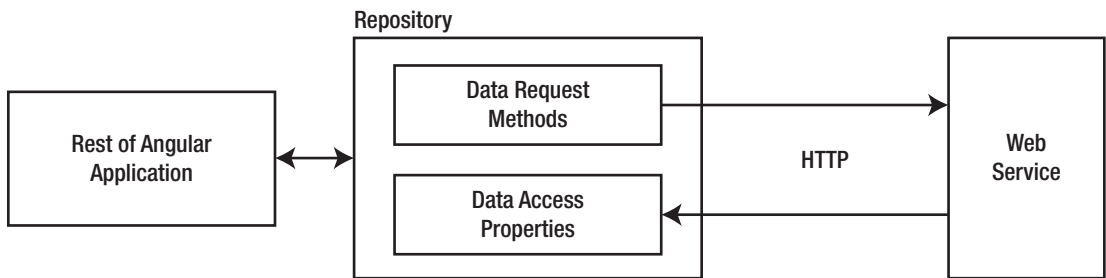 Repository
Data Request
Methods
Rest of Angular
Application
HTTP
Web
Service
Data Access
Properties